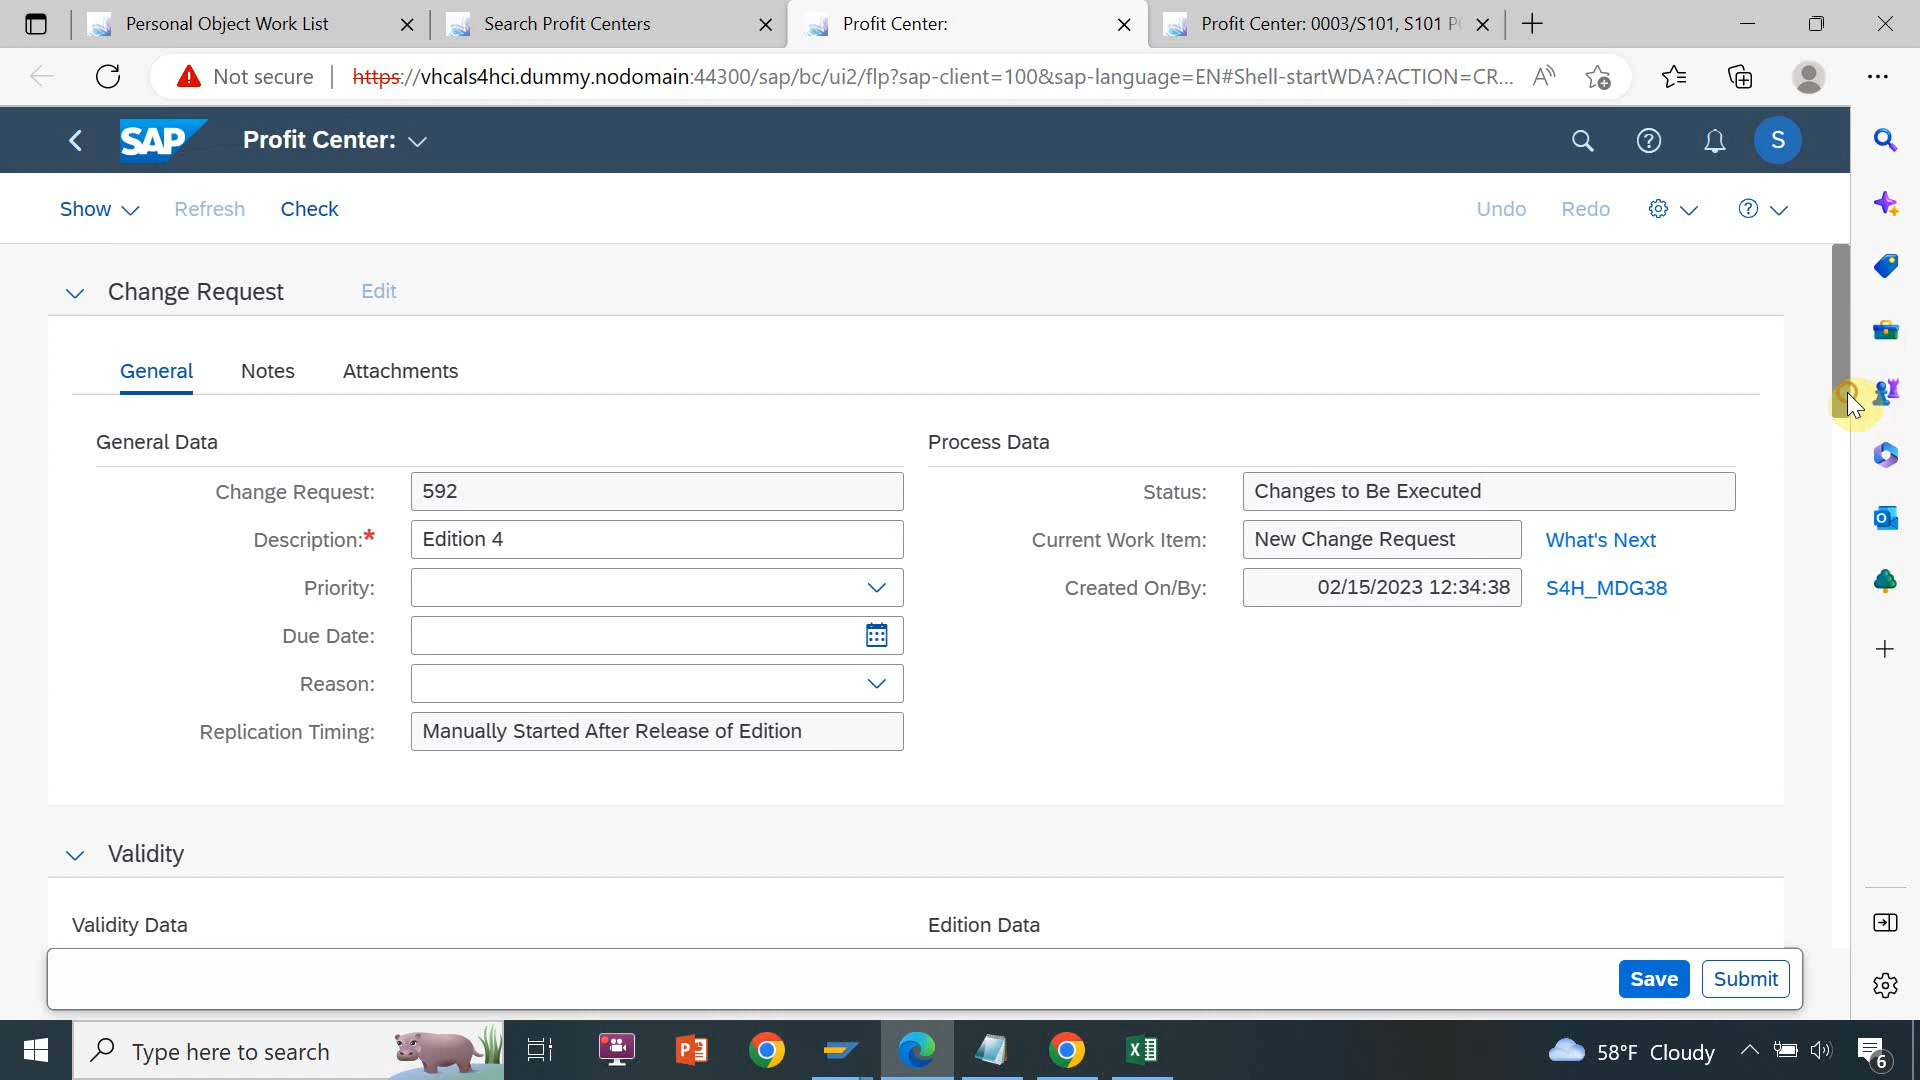 Personal Object Work List
Search Profit Centers
Profit Center:
Profit Center: 0003/S101, S101 P
Not secure
https://vhcals4hci.dummy.nodomain:44300/sap/bc/ui2/flp?sap-client=100&sap-language=EN#Shell-startWDA?ACTION=CR...
SAP
Profit Center:
S
Show
Refresh
Check
Undo
Redo
Change Request
Edit
General
Notes
Attachments
General Data
Change Request: 592
Description:* Edition 4
Priority:
Due Date:
Reason:
Replication Timing: Manually Started After Release of Edition
Process Data
Status: Changes to Be Executed
Current Work Item: New Change Request What's Next
Created On/By: 02/15/2023 12:34:38 S4H_MDG38
Validity
Validity Data
Edition Data
Save
Submit
Type here to search
58°F Cloudy
6